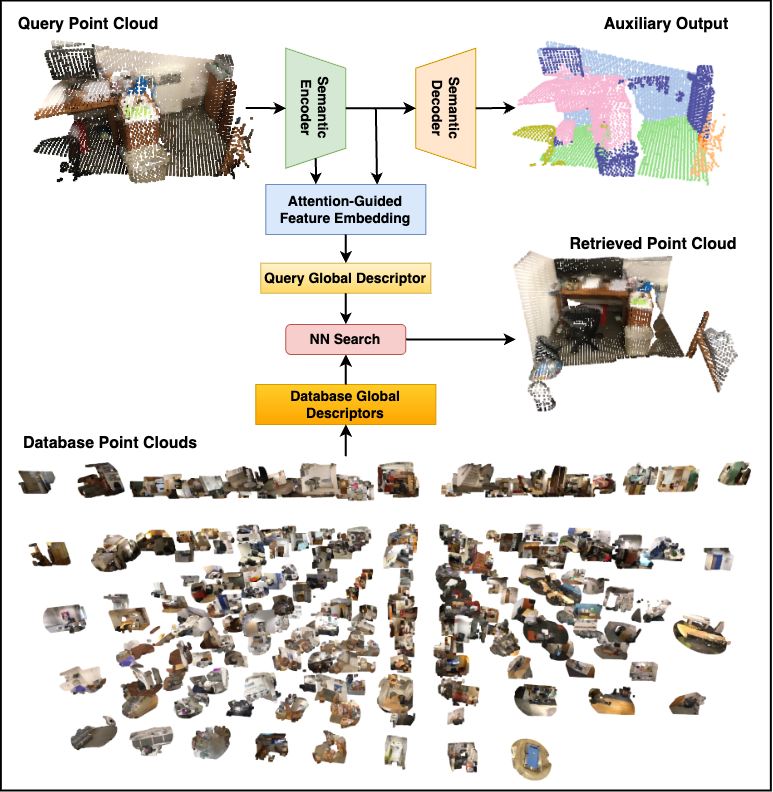 Query Point Cloud
Auxiliary Output
Semantic
Encoder
Semantic
Decoder
Attention-Guided
Feature Embedding
Retrieved Point Cloud
Query Global Descriptor
NN Search
Database Global
Descriptors
Database Point Clouds